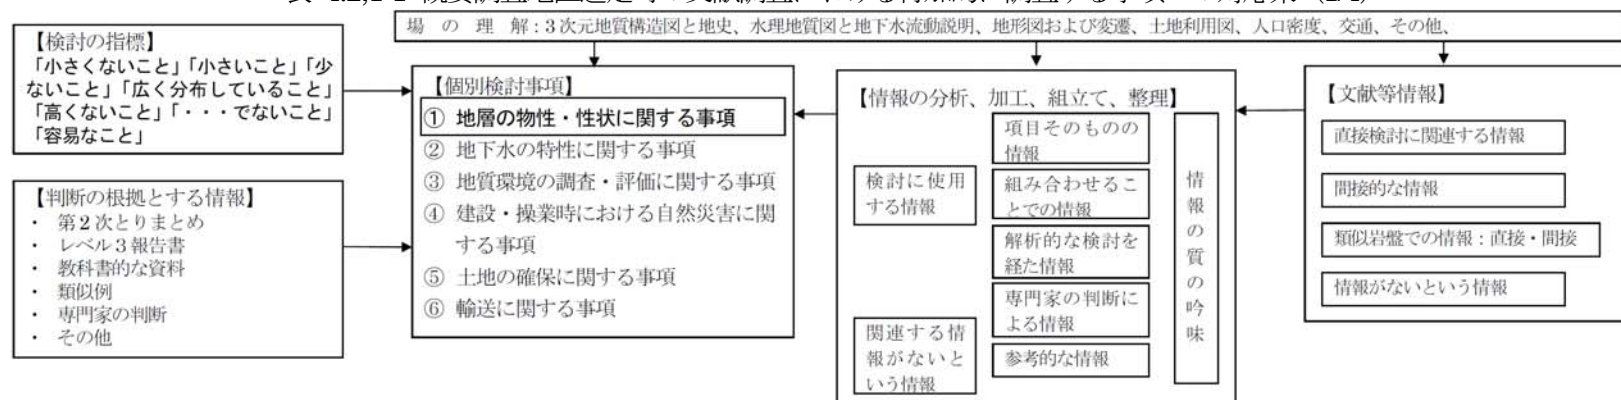 場の理解：3次元地質構造図と地史、水理地質図と地下水流動説明、地形図および変遷、土地利用図、人口密度、交通、その他、
【検討の指標】
「小さくないこと」「小さいこと」「少
ないこと」「広く分布していること」
「高くないこと」「・・・でないこと」
「容易なこと」
【判断の根拠とする情報】
・ 第2次とりまとめ
・ レベル3報告書
・ 教科書的な資料
・ 類似例
・ 専門家の判断
・ その他
【個別検討事項】
① 地層の物性・性状に関する事項
② 地下水の特性に関する事項
③ 地質環境の調査・評価に関する事項
④ 建設・操業時における自然災害に関
する事項
⑤ 土地の確保に関する事項
⑥ 輸送に関する事項
【情報の分析、加工、組立て、整理】
検討に使用
する情報
関連する情
報がないと
いう情報
項目そのものの
情報
組み合わせるこ
とでの情報
解析的な検討を
経た情報
専門家の判断に
よる情報
参考的な情報
情報の質の吟味
【文献等情報】
直接検討に関連する情報
間接的な情報
類似岩盤での情報：直接・間接
情報がないという情報